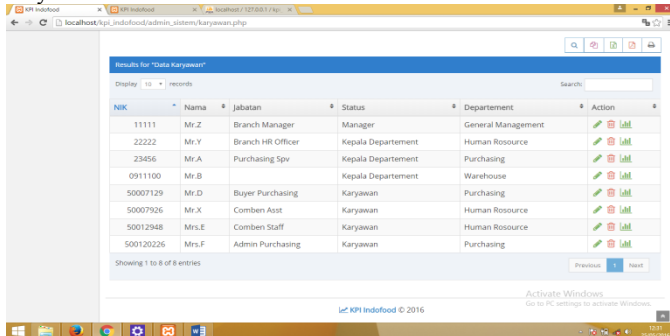 KPI Indofood
KPI Indofood
localhost / 127.0.0.1 / kpi
localhost/kpi_indofood/admin_sistem/karyawan.php
Results for "Data Karyawan"
Display 10 records
Search:
NIK Nama Jabatan Status Departement Action
11111 Mr.Z Branch Manager Manager General Management
22222 Mr.Y Branch HR Officer Kepala Departement Human Rosource
23456 Mr.A Purchasing Spv Kepala Departement Purchasing
0911100 Mr.B Kepala Departement Warehouse
50007129 Mr.D Buyer Purchasing Karyawan Purchasing
50007926 Mr.X Comben Asst Karyawan Human Rosource
50012948 Mrs.E Comben Staff Karyawan Human Rosource
500120226 Mrs.F Admin Purchasing Karyawan Purchasing
Showing 1 to 8 of 8 entries
Previous 1 Next
Activate Windows
Go to PC settings to activate Windows.
KPI Indofood © 2016
12:01